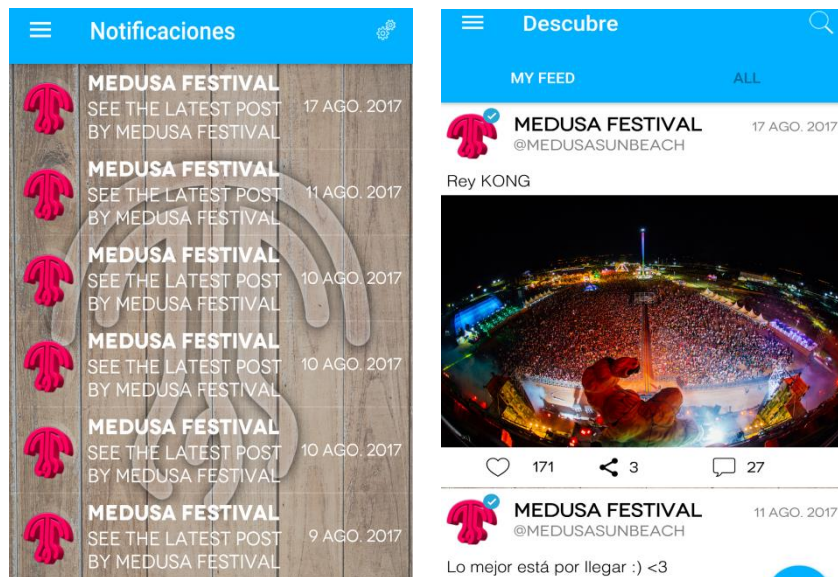 Notificaciones
MEDUSA FESTIVAL
SEE THE LATEST POST
BY MEDUSA FESTIVAL
17 AGO. 2017
MEDUSA FESTIVAL
SEE THE LATEST POST
BY MEDUSA FESTIVAL
11 AGO. 2017
MEDUSA FESTIVAL
SEE THE LATEST POST
BY MEDUSA FESTIVAL
10 AGO. 2017
MEDUSA FESTIVAL
SEE THE LATEST POST
BY MEDUSA FESTIVAL
10 AGO. 2017
MEDUSA FESTIVAL
SEE THE LATEST POST
BY MEDUSA FESTIVAL
10 AGO. 2017
MEDUSA FESTIVAL
SEE THE LATEST POST
BY MEDUSA FESTIVAL
9 AGO. 2017
Descubre
MY FEED ALL
MEDUSA FESTIVAL 17 AGO. 2017
@MEDUSASUNBEACH
Rey KONG
171 3 27
MEDUSA FESTIVAL 11 AGO. 2017
@MEDUSASUNBEACH
Lo mejor está por llegar :) <3